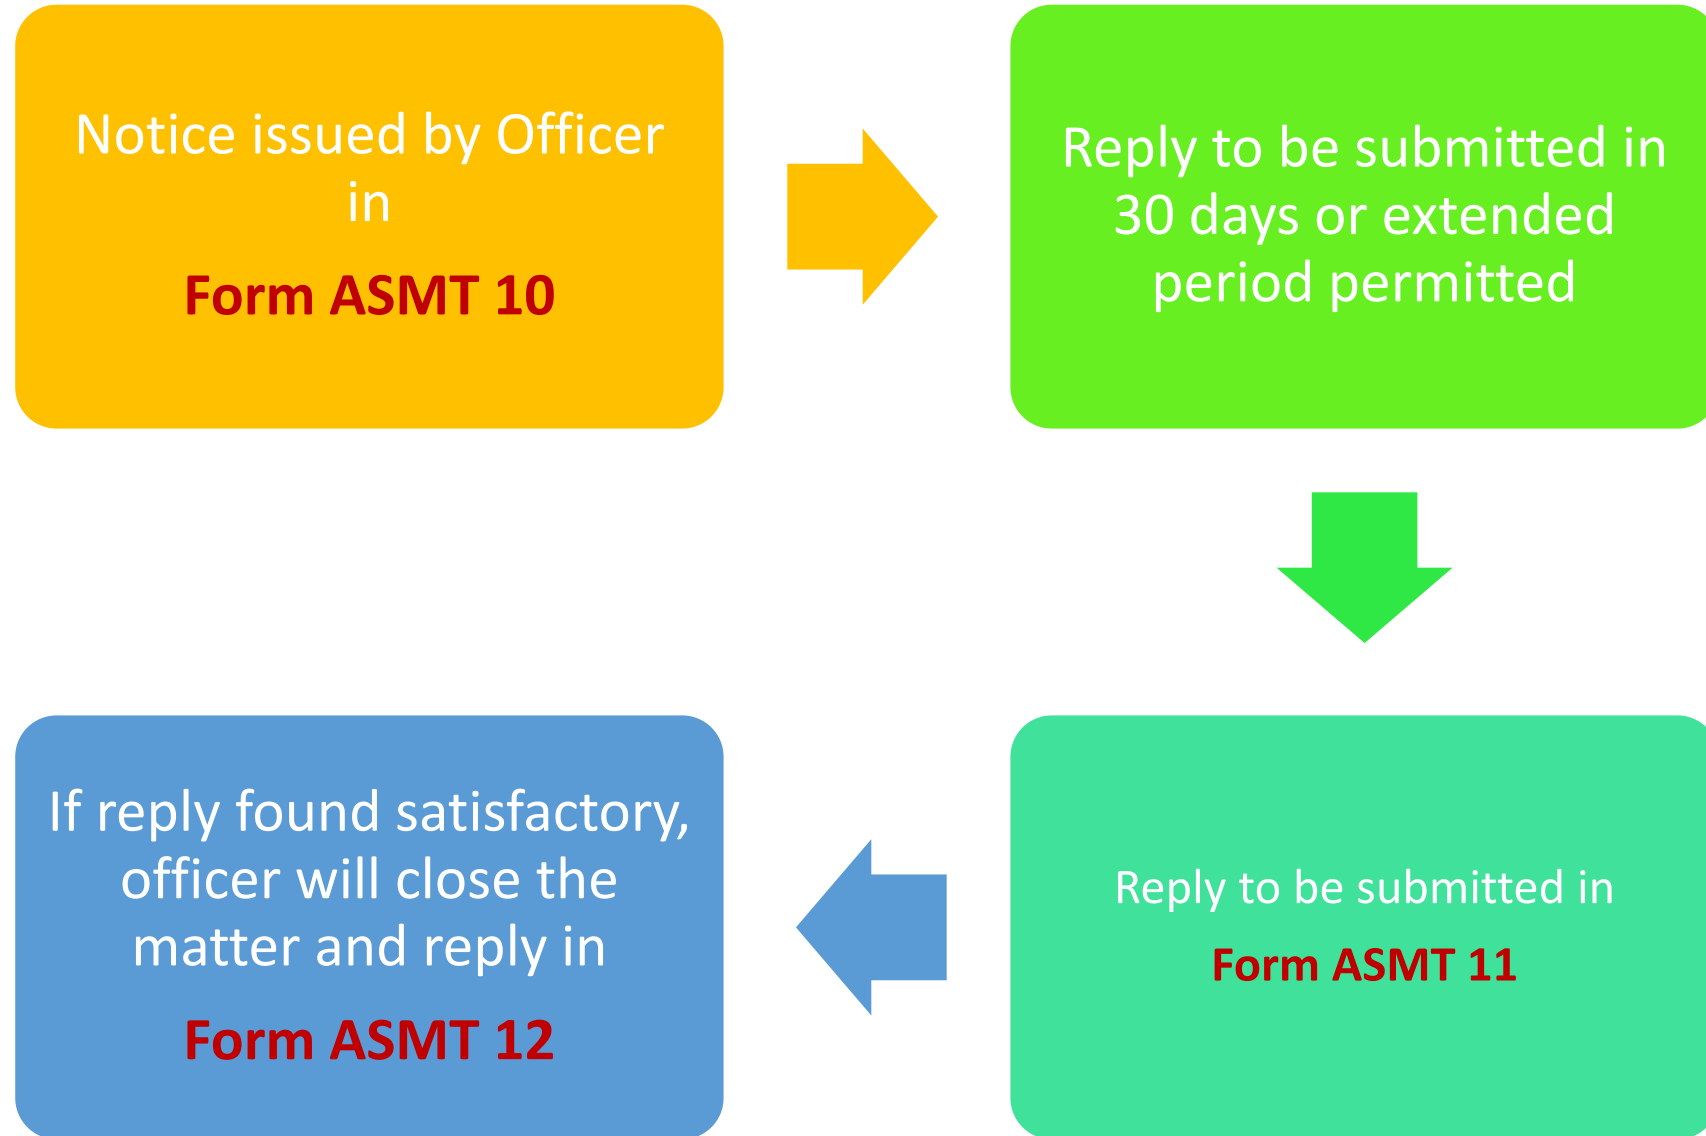 Notice issued by Officer
in
Form ASMT 10
Reply to be submitted in
30 days or extended
period permitted
Reply to be submitted in
Form ASMT 11
If reply found satisfactory,
officer will close the
matter and reply in
Form ASMT 12